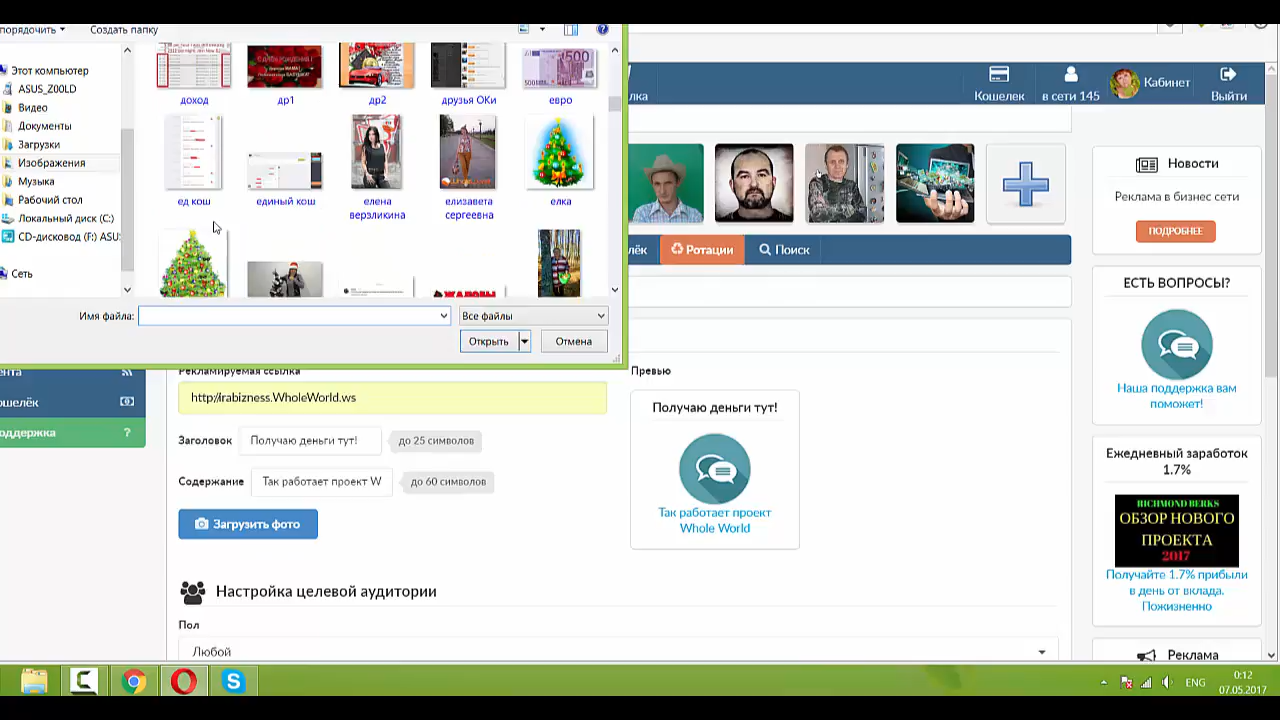 порядочить
Создать папку
Этот компьютер
ASUS_Z00LD
Видео
Документы
Загрузки
Изображения
Музыка
Рабочий стол
Локальный диск (C:)
CD-дисковод (F:) ASU
Сеть
доход
др1
др2
друзья ОКи
евро
ед кош
единый кош
елена верзликина
елизавета сергеевна
елка
Имя файла:
Все файлы
Открыть
Отмена
лка
Кошелек
в сети 145
Кабинет
Выйти
лёк
Ротации
Поиск
Новости
Реклама в бизнес сети
ПОДРОБНЕЕ
ЕСТЬ ВОПРОСЫ?
Наша поддержка вам
поможет!
Ежедневный заработок
1.7%
RICHMOND BERKS
ОБЗОР НОВОГО
ПРОЕКТА
2017
Получайте 1.7% прибыли
в день от вклада.
Пожизненно
Реклама
ента
ошелёк
оддержка ?
Рекламируемая ссылка
http://irabizness.WholeWorld.ws
Заголовок
Получаю деньги тут!
до 25 символов
Содержание
Так работает проект W
до 60 символов
Загрузить фото
Превью
Получаю деньги тут!
Так работает проект
Whole World
Настройка целевой аудитории
Пол
Любой
ENG
0:12
07.05.2017